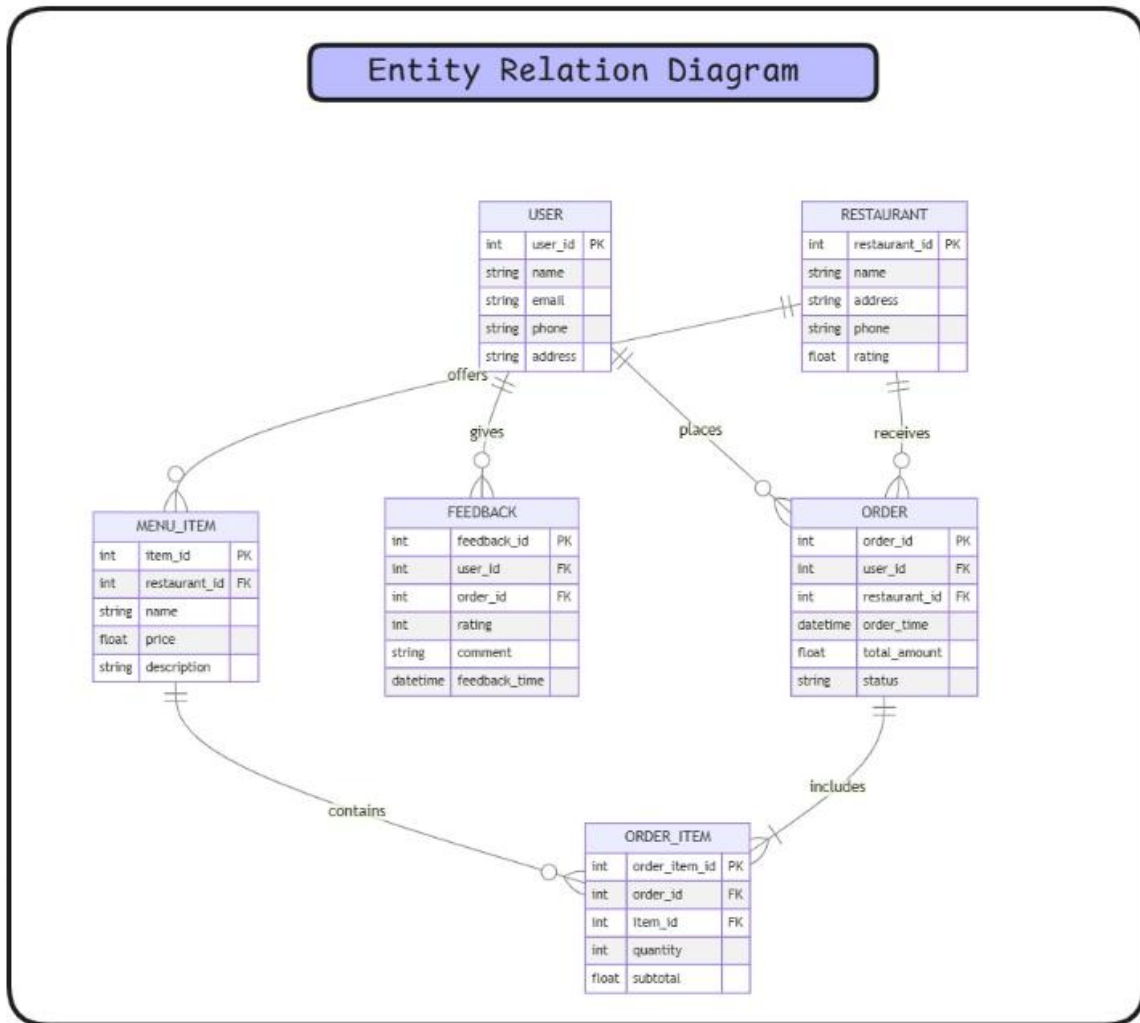 Entity Relation Diagram
USER
int user_id PK
string name
string email
string phone
string address
RESTAURANT
int restaurant_id PK
string name
string address
string phone
float rating
offers
gives
places
receives
MENU_ITEM
int item_id PK
int restaurant_id FK
string name
float price
string description
FEEDBACK
int feedback_id PK
int user_id FK
int order_id FK
int rating
string comment
datetime feedback_time
ORDER
int order_id PK
int user_id FK
int restaurant_id FK
datetime order_time
float total_amount
string status
contains
includes
ORDER_ITEM
int order_item_id PK
int order_id FK
int item_id FK
int quantity
float subtotal